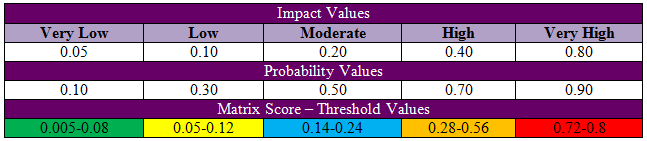 Impact Values
Very Low Low Moderate High Very High
0.05 0.10 0.20 0.40 0.80
Probability Values
0.10 0.30 0.50 0.70 0.90
Matrix Score – Threshold Values
0.005-0.08 0.05-0.12 0.14-0.24 0.28-0.56 0.72-0.8